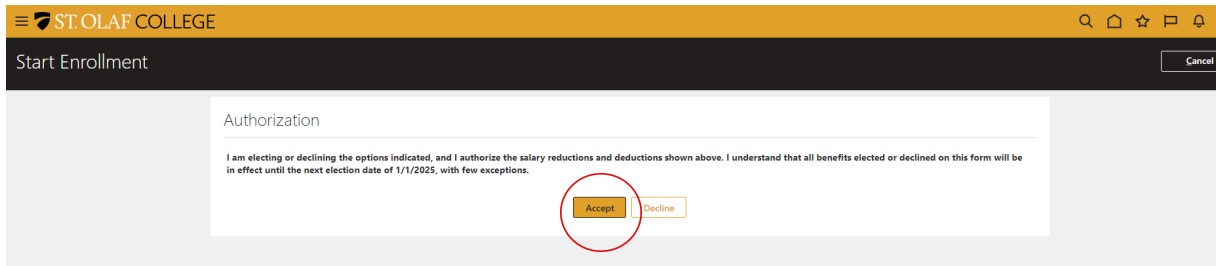 ST. OLAF COLLEGE
Start Enrollment
Cancel
Authorization
I am electing or declining the options indicated, and I authorize the salary reductions and deductions shown above. I understand that all benefits elected or declined on this form will be
in effect until the next election date of 1/1/2025, with few exceptions.
Accept Decline